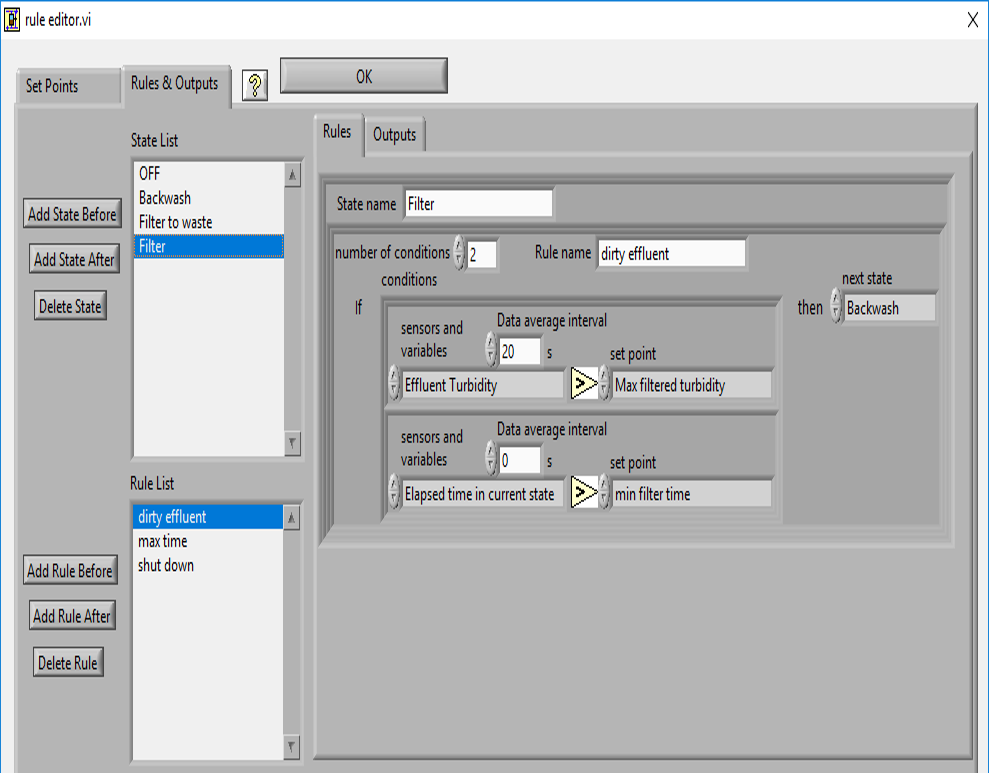 rule editor.vi
X
Set Points
Rules & Outputs
?
OK
State List
OFF
Backwash
Filter to waste
Filter
Add State Before
Add State After
Delete State
Rule List
dirty effluent
max time
shut down
Add Rule Before
Add Rule After
Delete Rule
Rules
Outputs
State name Filter
number of conditions 2 Rule name dirty effluent
conditions
If
sensors and
variables
Data average interval
20 s
set point
Effluent Turbidity > Max filtered turbidity
sensors and
variables
Data average interval
0 s
set point
Elapsed time in current state > min filter time
next state
then Backwash